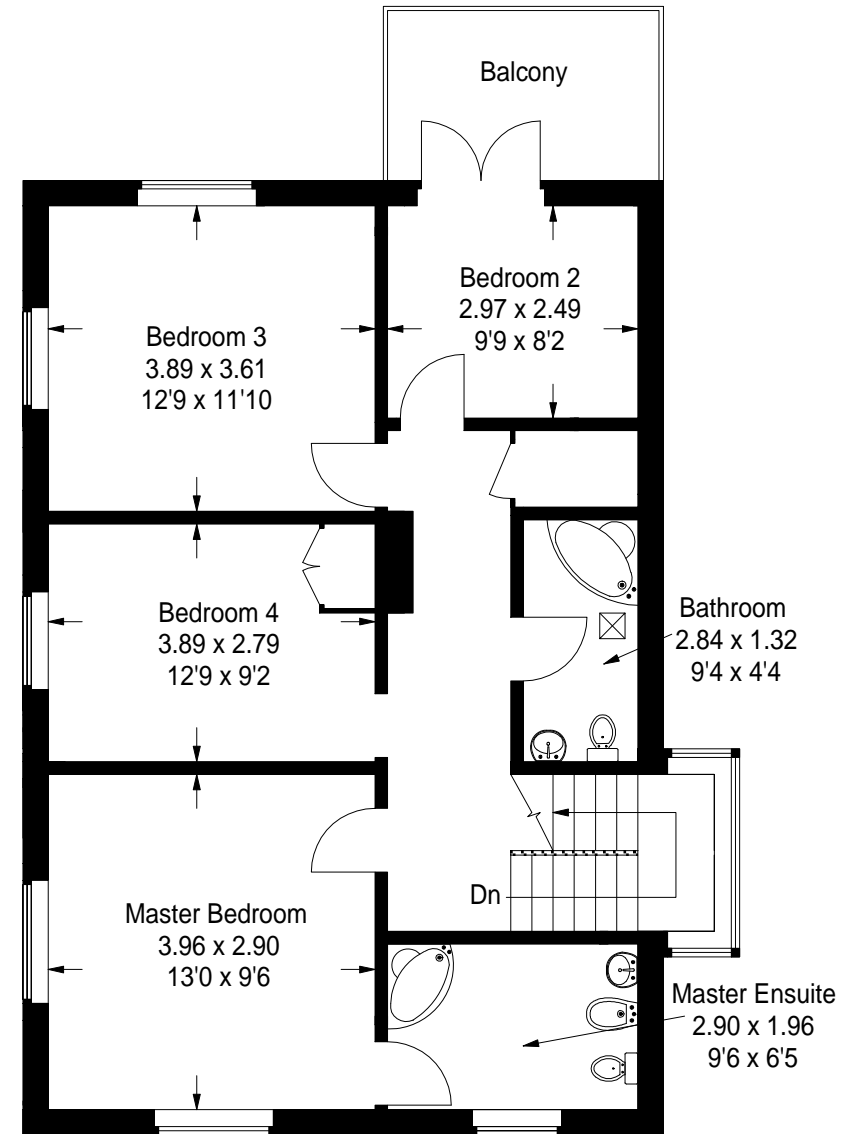 Balcony
Bedroom 2
2.97 x 2.49
9'9 x 8'2
Bedroom 3
3.89 x 3.61
12'9 x 11'10
Bedroom 4
3.89 x 2.79
12'9 x 9'2
Bathroom
2.84 x 1.32
9'4 x 4'4
Dn
Master Bedroom
3.96 x 2.90
13'0 x 9'6
Master Ensuite
2.90 x 1.96
9'6 x 6'5